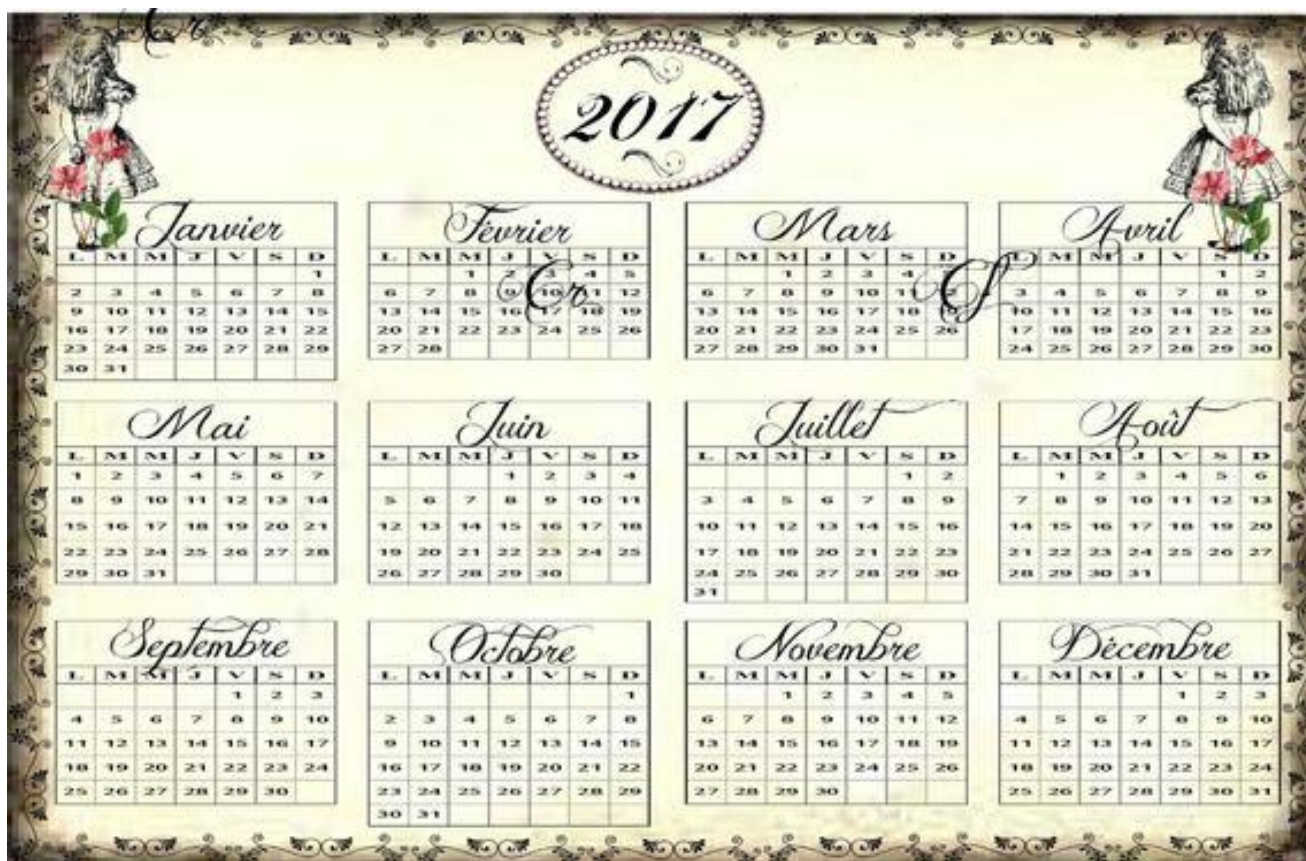 Cr
2017
Janvier
L M M J V S D
1
2 3 4 5 6 7 8
9 10 11 12 13 14 15
16 17 18 19 20 21 22
23 24 25 26 27 28 29
30 31
Février
L M M J V S D
1 2 3 4 5
6 7 8 9 10 11 12
13 14 15 16 17 18 19
20 21 22 23 24 25 26
27 28
Cr
Mars
L M M J V S D
1 2 3 4
6 7 8 9 10 11 12
13 14 15 16 17 18 19
20 21 22 23 24 25 26
27 28 29 30 31
Avril
L M M J V S D
1 2
3 4 5 6 7 8 9
10 11 12 13 14 15 16
17 18 19 20 21 22 23
24 25 26 27 28 29 30
Mai
L M M J V S D
1 2 3 4 5 6 7
8 9 10 11 12 13 14
15 16 17 18 19 20 21
22 23 24 25 26 27 28
29 30 31
Juin
L M M J V S D
1 2 3 4
5 6 7 8 9 10 11
12 13 14 15 16 17 18
19 20 21 22 23 24 25
26 27 28 29 30
Juillet
L M M J V S D
1 2
3 4 5 6 7 8 9
10 11 12 13 14 15 16
17 18 19 20 21 22 23
24 25 26 27 28 29 30
31
Août
L M M J V S D
1 2 3 4 5 6
7 8 9 10 11 12 13
14 15 16 17 18 19 20
21 22 23 24 25 26 27
28 29 30 31
Septembre
L M M J V S D
1 2 3
4 5 6 7 8 9 10
11 12 13 14 15 16 17
18 19 20 21 22 23 24
25 26 27 28 29 30
Octobre
L M M J V S D
1
2 3 4 5 6 7 8
9 10 11 12 13 14 15
16 17 18 19 20 21 22
23 24 25 26 27 28 29
30 31
Novembre
L M M J V S D
1 2 3 4 5
6 7 8 9 10 11 12
13 14 15 16 17 18 19
20 21 22 23 24 25 26
27 28 29 30
Dècembre
L M M J V S D
1 2 3
4 5 6 7 8 9 10
11 12 13 14 15 16 17
18 19 20 21 22 23 24
25 26 27 28 29 30 31